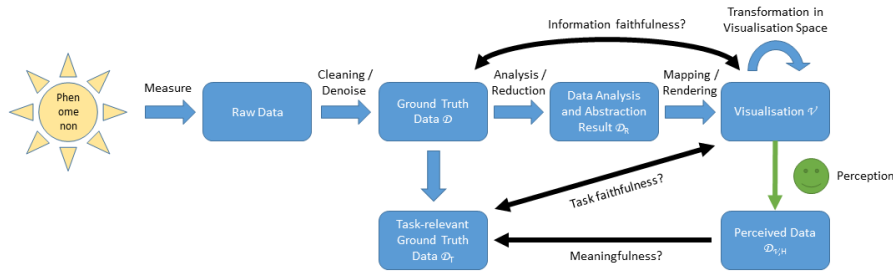 Information faithfulness?
Transformation in
Visualisation Space
Phen
ome
non
Measure
Raw Data
Cleaning /
Denoise
Ground Truth
Data 𝒟
Analysis /
Reduction
Data Analysis
and Abstraction
Result 𝒟R
Mapping /
Rendering
Visualisation 𝒱
Perception
Task faithfulness?
Task-relevant
Ground Truth
Data 𝒟T
Meaningfulness?
Perceived Data
𝒟𝒱,H